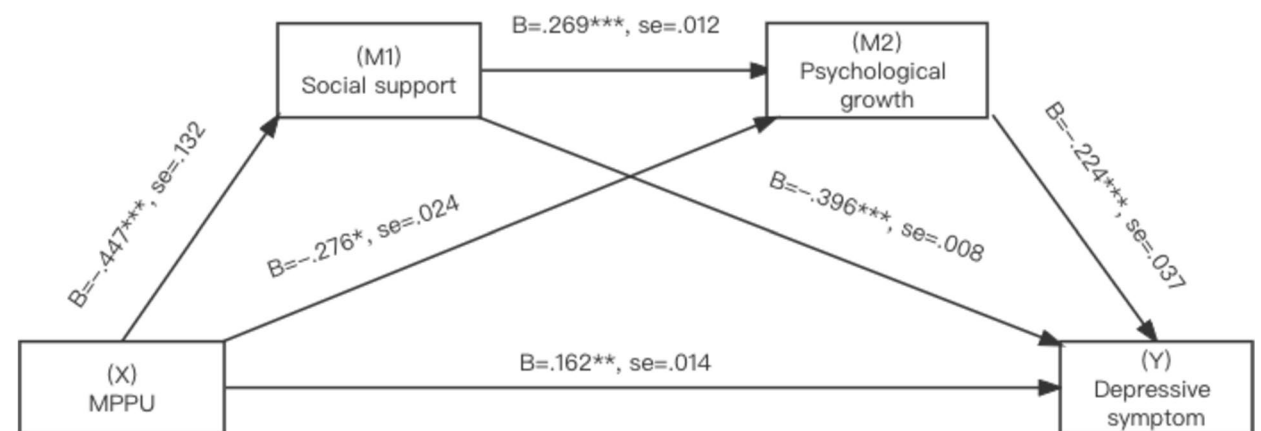 B=.269***, se=.012
(M1)
Social support
(M2)
Psychological
growth
B=-.447***, se=.132
B=-.276*, se=.024
B=-.396***, se=.008
B=-.224***, se=.037
B=.162**, se=.014
(X)
MPPU
(Y)
Depressive
symptom